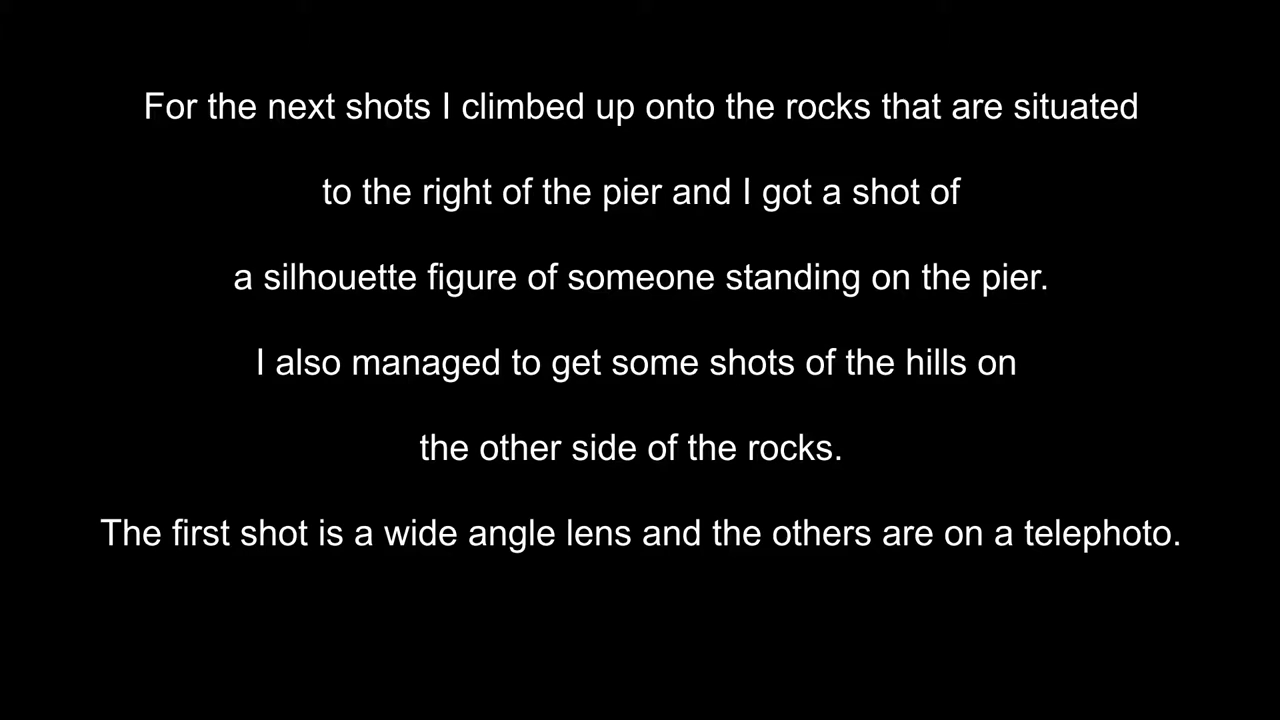 For the next shots I climbed up onto the rocks that are situated
to the right of the pier and I got a shot of
a silhouette figure of someone standing on the pier.
I also managed to get some shots of the hills on
the other side of the rocks.
The first shot is a wide angle lens and the others are on a telephoto.